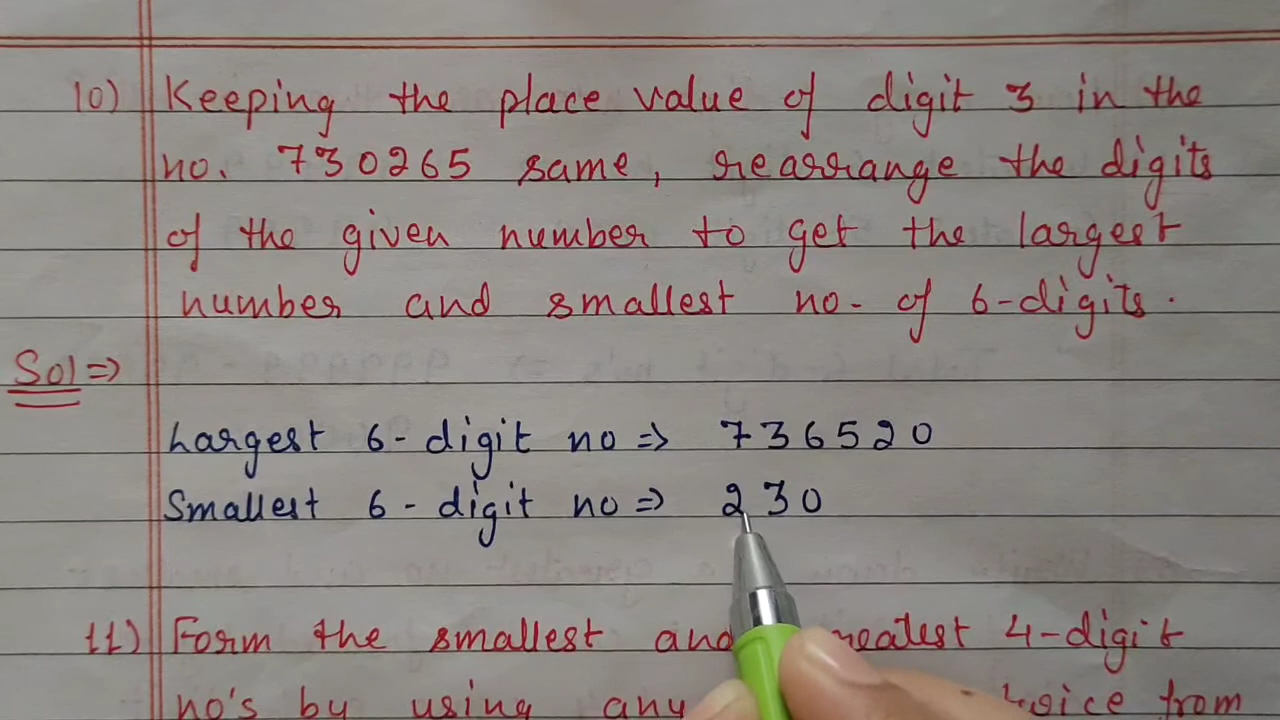 10) Keeping the place value of digit 3 in the
no. 730265 same, rearrange the digits
of the given number to get the largest
number and smallest no. of 6-digits.
Sol ⇒
Largest 6-digit no ⇒ 736520
Smallest 6-digit no ⇒ 230
11) Form the smallest and greatest 4-digit
no's by using any from